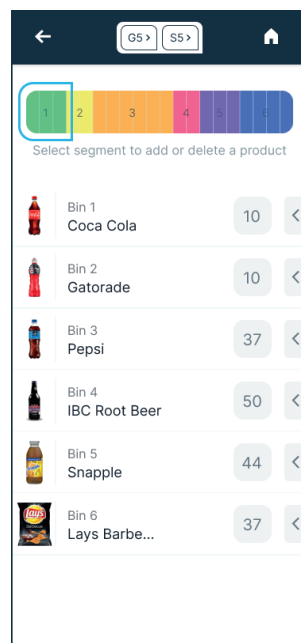 G5 › S5 ›
1 2 3 4 5 6
Select segment to add or delete a product
Bin 1
Coca Cola
10
Bin 2
Gatorade
10
Bin 3
Pepsi
37
Bin 4
IBC Root Beer
50
Bin 5
Snapple
44
Lay's
Bin 6
Lays Barbe...
37